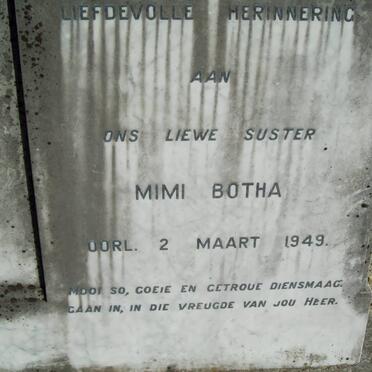 LIEFDEVOLLE HERINNERING
AAN
ONS LIEWE SUSTER
MIMI BOTHA
OORL. 2 MAART 1949.
MOOI SO, GOEIE EN GETROUE DIENSMAAG.
GAAN IN, IN DIE VREUGDE VAN JOU HEER.